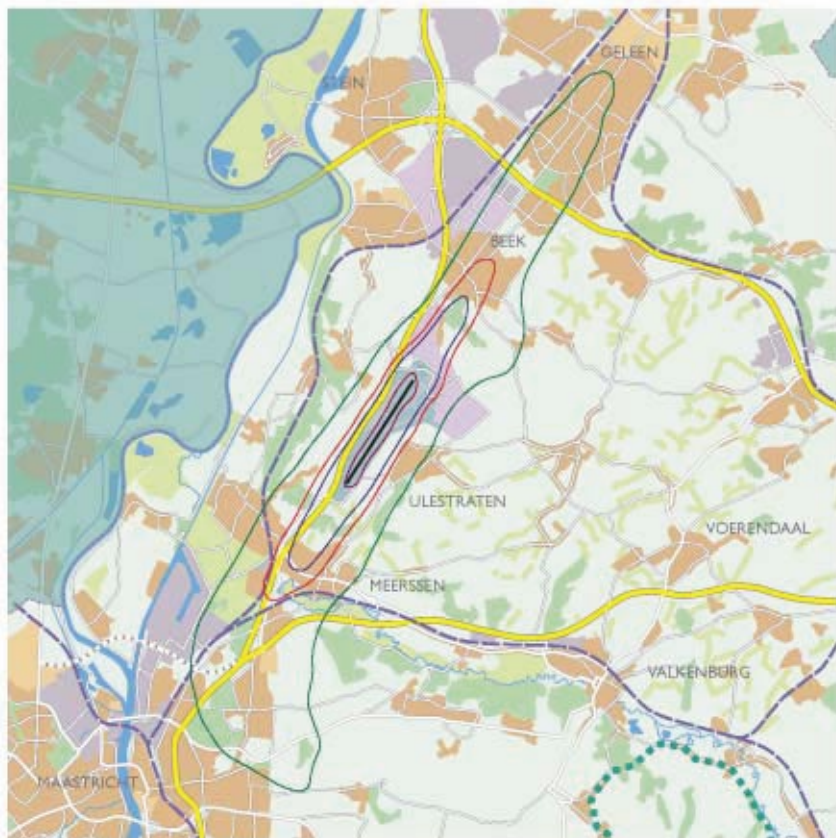 GELEEN
STEIN
BEEK
ULESTRATEN
VOERENDAAL
MEERSSEN
VALKENBURG
MAASTRICHT